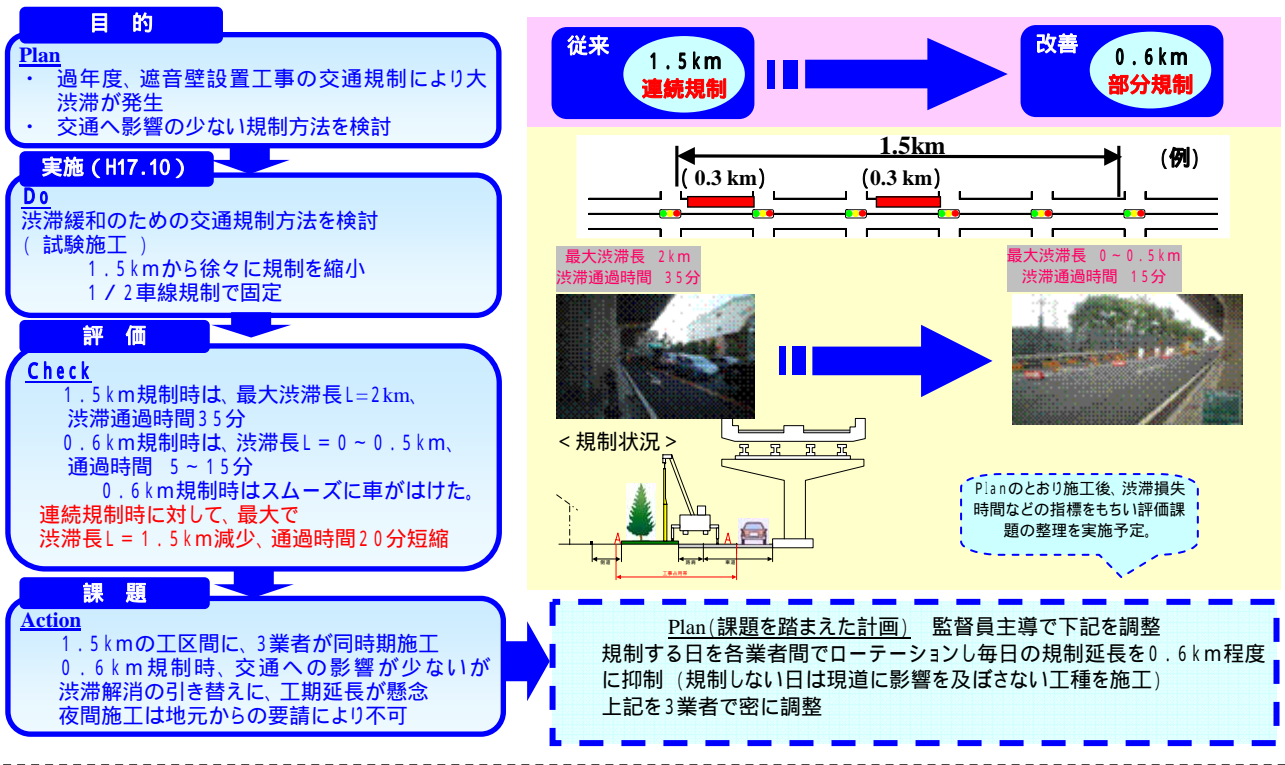 目 的
Plan
・ 過年度、遮音壁設置工事の交通規制により大
渋滞が発生
・ 交通へ影響の少ない規制方法を検討
実施（H17.10）
Do
渋滞緩和のための交通規制方法を検討
( 試験施工 )
1．5kmから徐々に規制を縮小
1／2車線規制で固定
評 価
Check
1．5km規制時は、最大渋滞長L=2km、
渋滞通過時間35分
0．6km規制時は、渋滞長L＝0～0．5km、
通過時間 5～15分
0．6km規制時はスムーズに車がはけた。
連続規制時に対して、最大で
渋滞長L＝1．5km減少、通過時間20分短縮
課 題
Action
1．5kmの工区間に、3業者が同時期施工
0．6km規制時、交通への影響が少ないが
渋滞解消の引き替えに、工期延長が懸念
夜間施工は地元からの要請により不可
従来
1．5km
連続規制
改善
0．6km
部分規制
1.5km
(例)
( 0.3 km)
(0.3 km)
最大渋滞長 2km
渋滞通過時間 35分
最大渋滞長 0~0.5km
渋滞通過時間 15分
＜規制状況＞
工事占用帯
Planのとおり施工後、渋滞損失
時間などの指標をもちい評価課
題の整理を実施予定。
Plan(課題を踏まえた計画) 監督員主導で下記を調整
規制する日を各業者間でローテーションし毎日の規制延長を0．6km程度
に抑制（規制しない日は現道に影響を及ぼさない工種を施工）
上記を3業者で密に調整